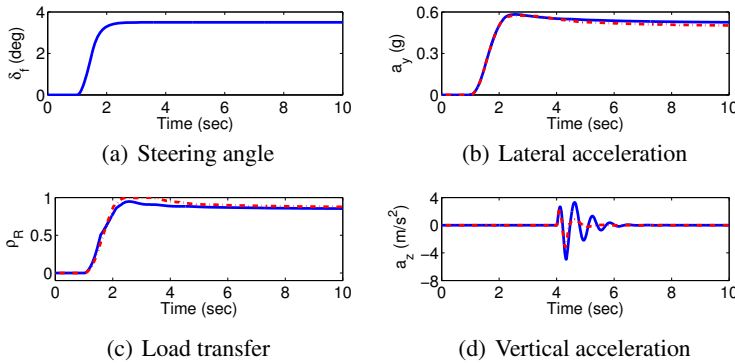 4
2
0
δf (deg)
0 2 4 6 8 10
Time (sec)
(a) Steering angle
0.6
0.3
0
ay (g)
0 2 4 6 8 10
Time (sec)
(b) Lateral acceleration
1
0.5
0
ρR
0 2 4 6 8 10
Time (sec)
(c) Load transfer
4
0
−4
−8
az (m/s²)
0 2 4 6 8 10
Time (sec)
(d) Vertical acceleration